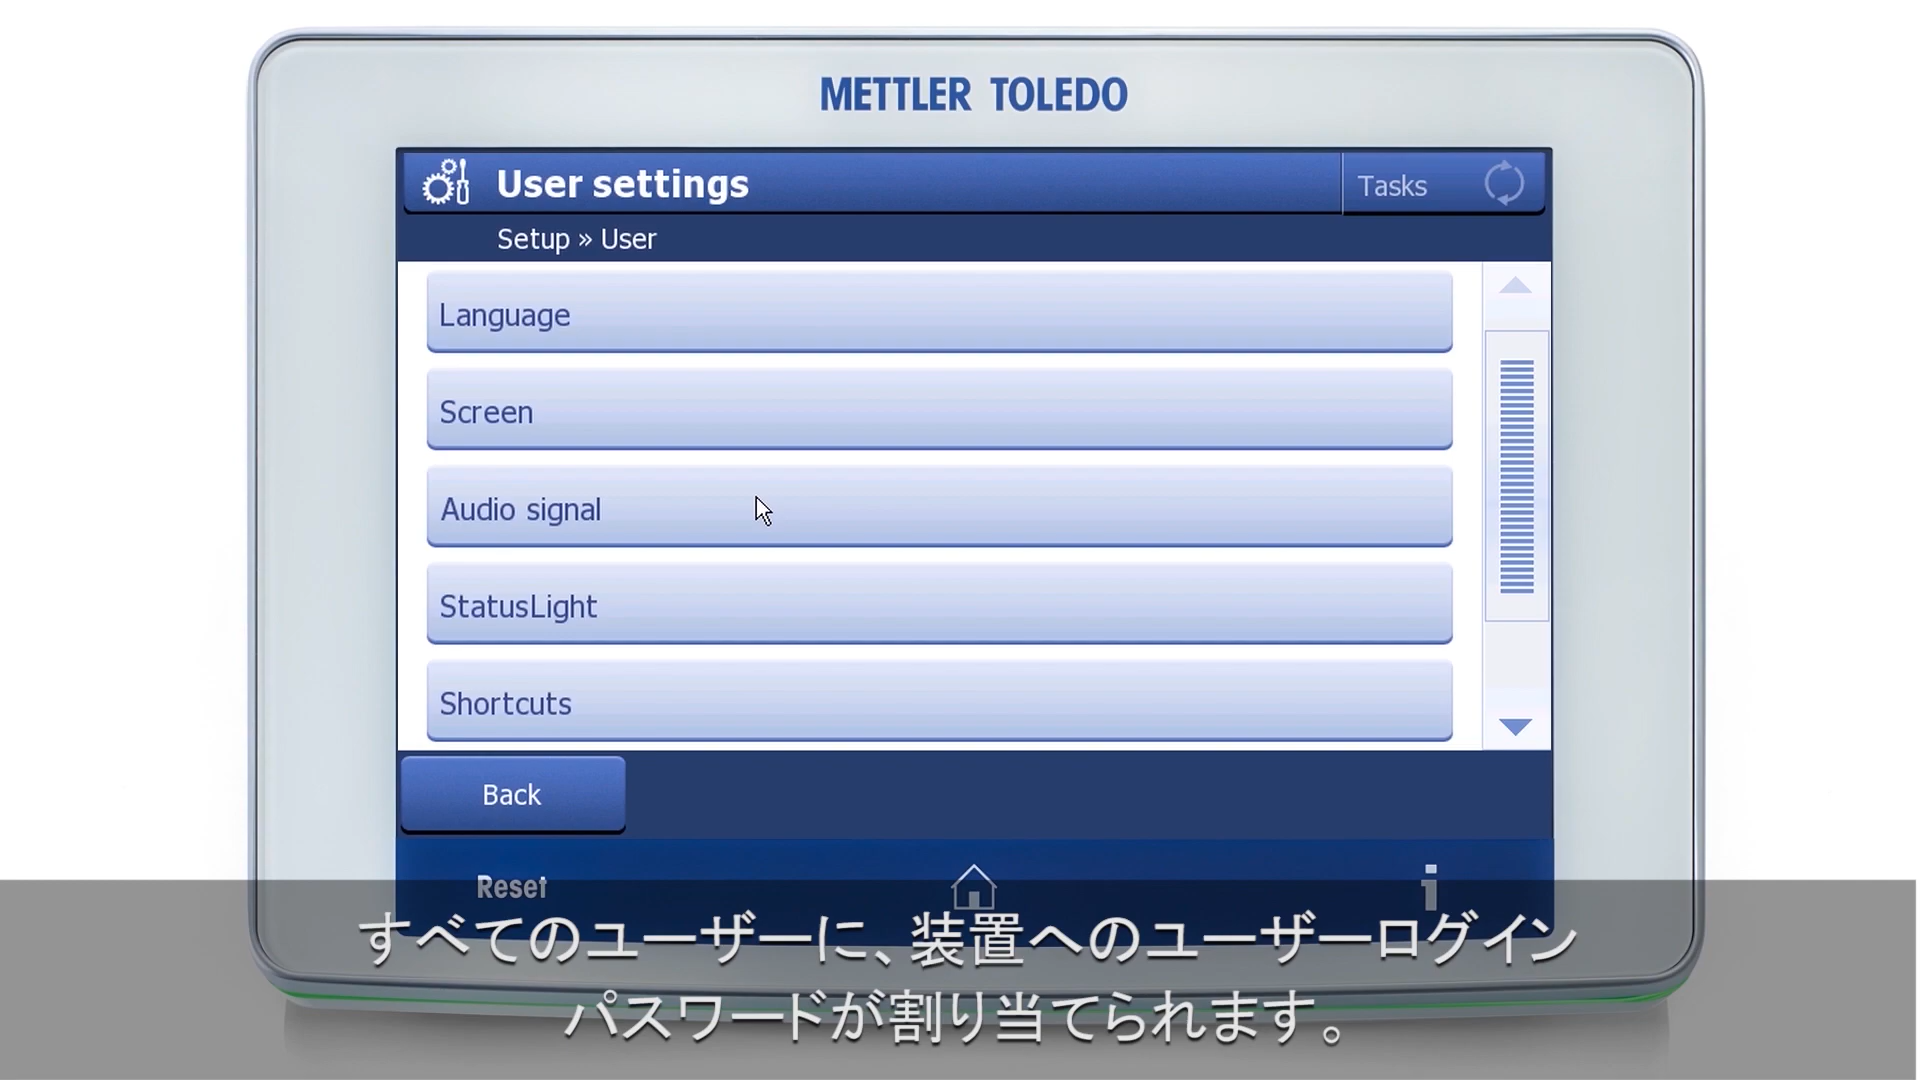 METTLER TOLEDO
User settings
Tasks
Setup » User
Language
Screen
Audio signal
StatusLight
Shortcuts
Back
Reset
すべてのユーザーに、装置へのユーザーログイン
パスワードが割り当てられます。